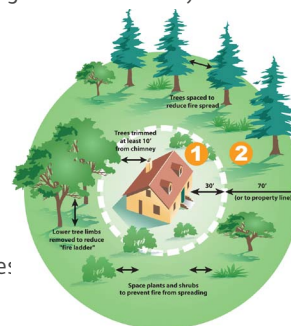 Trees spaced to
reduce fire spread
Trees trimmed
at least 10'
from chimney
1
2
30'
70'
(or to property line)
Lower tree limbs
removed to reduce
"fire ladder"
Space plants and shrubs
to prevent fire from spreading